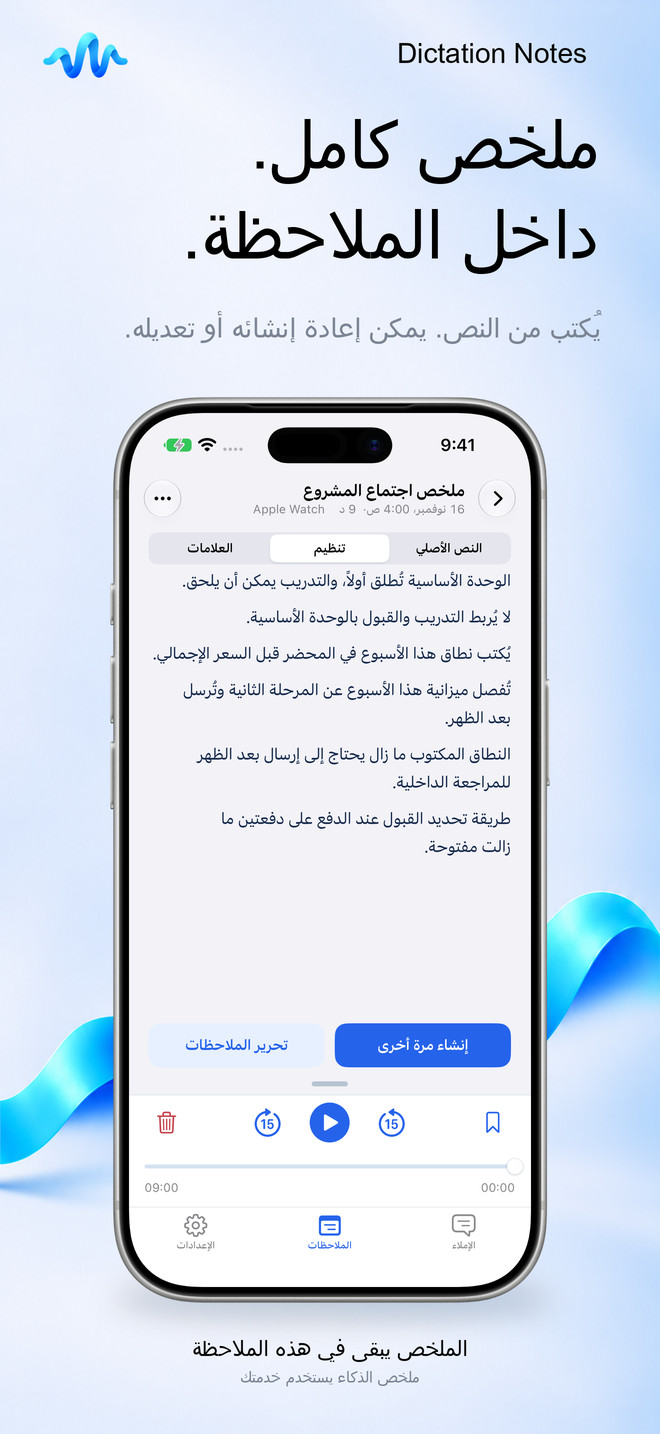 Dictation Notes
ملخص كامل.
داخل الملاحظة.
يُكتب من النص. يمكن إعادة إنشائه أو تعديله.
9:41
ملخص اجتماع المشروع
16 نوفمبر، 4:00 ص · 9 د Apple Watch
النص الأصلي
تنظيم
العلامات
الوحدة الأساسية تُطلق أولاً، والتدريب يمكن أن يلحق.
لا يُربط التدريب والقبول بالوحدة الأساسية.
يُكتب نطاق هذا الأسبوع في المحضر قبل السعر الإجمالي.
تُفصل ميزانية هذا الأسبوع عن المرحلة الثانية وتُرسل
بعد الظهر.
النطاق المكتوب ما زال يحتاج إلى إرسال بعد الظهر
للمراجعة الداخلية.
طريقة تحديد القبول عند الدفع على دفعتين ما
زالت مفتوحة.
إنشاء مرة أخرى
تحرير الملاحظات
15
15
00:00
09:00
الإملاء
الملاحظات
الإعدادات
الملخص يبقى في هذه الملاحظة
ملخص الذكاء يستخدم خدمتك